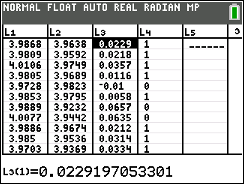 NORMAL FLOAT AUTO REAL RADIAN MP
L1 L2 L3 L4 L5 3
3.9868 3.9638 0.0229 1 ------
3.9809 3.9592 0.0218 1
4.0106 3.9749 0.0357 1
3.9805 3.9689 0.0116 1
3.9728 3.9823 -0.01 0
3.9853 3.9795 0.0058 1
3.9889 3.9232 0.0657 0
4.0077 3.9442 0.0635 0
3.9886 3.9674 0.0212 1
3.985 3.9536 0.0314 1
3.9703 3.9369 0.0334 1
L3(1)=0.0229197053301